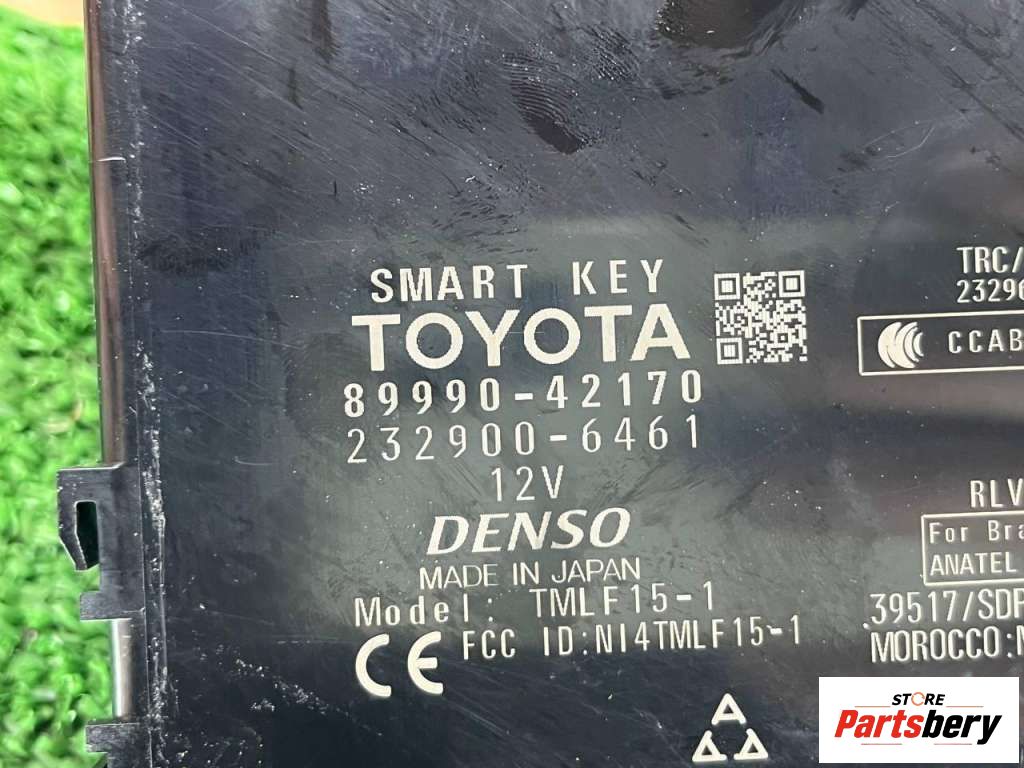 SMART KEY
TOYOTA
89990-42170
232900-6461
12V
DENSO
MADE IN JAPAN
Model: TMLF15-1
FCC ID:NI4TMLF15-1
CE
TRC/
2329
CCAB
RLV
For Bra
ANATEL
39517/SDP
MOROCCO:
STORE
Partsbery